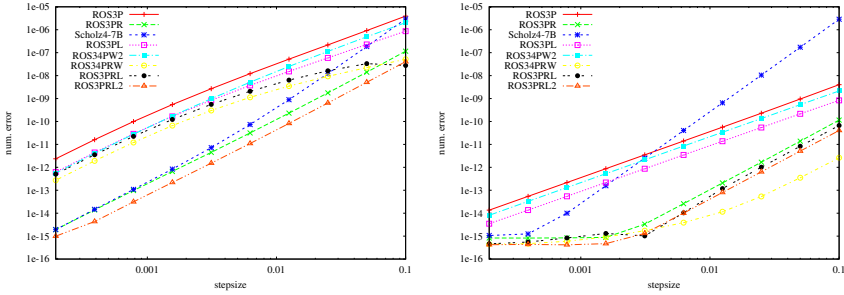 1e-05
1e-06
1e-07
1e-08
1e-09
1e-10
1e-11
1e-12
1e-13
1e-14
1e-15
1e-16
num. error
ROS3P
ROS3PR
Scholz4-7B
ROS3PL
ROS34PW2
ROS34PRW
ROS3PRL
ROS3PRL2
0.001
0.01
0.1
stepsize
1e-05
1e-06
1e-07
1e-08
1e-09
1e-10
1e-11
1e-12
1e-13
1e-14
1e-15
1e-16
num. error
ROS3P
ROS3PR
Scholz4-7B
ROS3PL
ROS34PW2
ROS34PRW
ROS3PRL
ROS3PRL2
0.001
0.01
0.1
stepsize